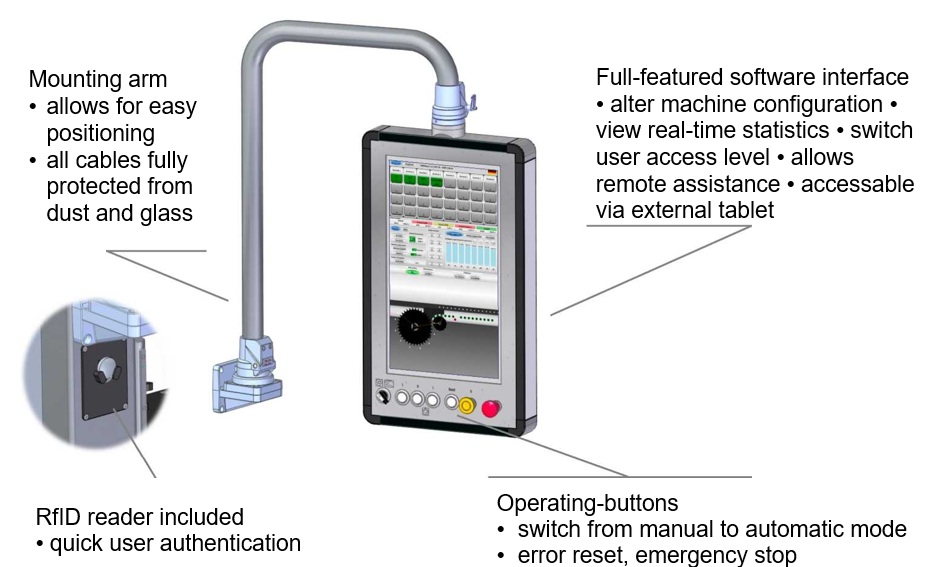 Mounting arm
• allows for easy
positioning
• all cables fully
protected from
dust and glass
Full-featured software interface
• alter machine configuration •
view real-time statistics • switch
user access level • allows
remote assistance • accessable
via external tablet
RfID reader included
• quick user authentication
Operating-buttons
• switch from manual to automatic mode
• error reset, emergency stop